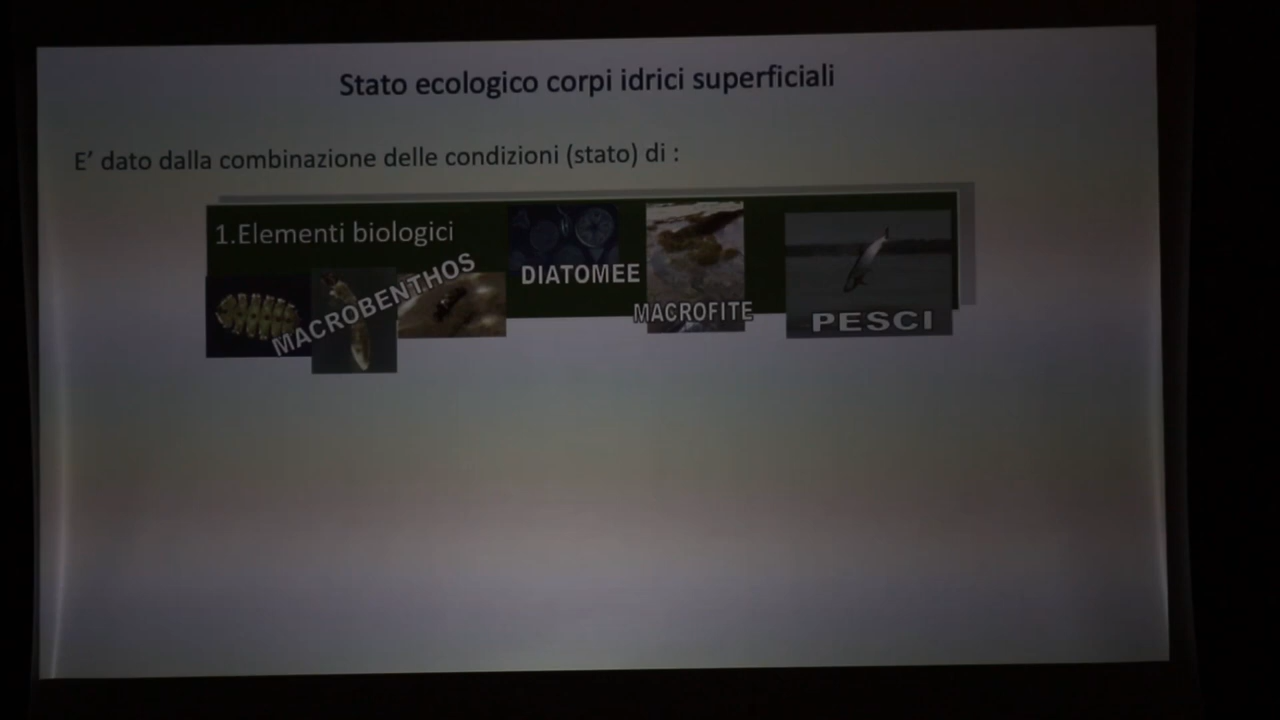 Stato ecologico corpi idrici superficiali
E' dato dalla combinazione delle condizioni (stato) di :
1.Elementi biologici
MACROBENTHOS
DIATOMEE
MACROFITE
PESCI